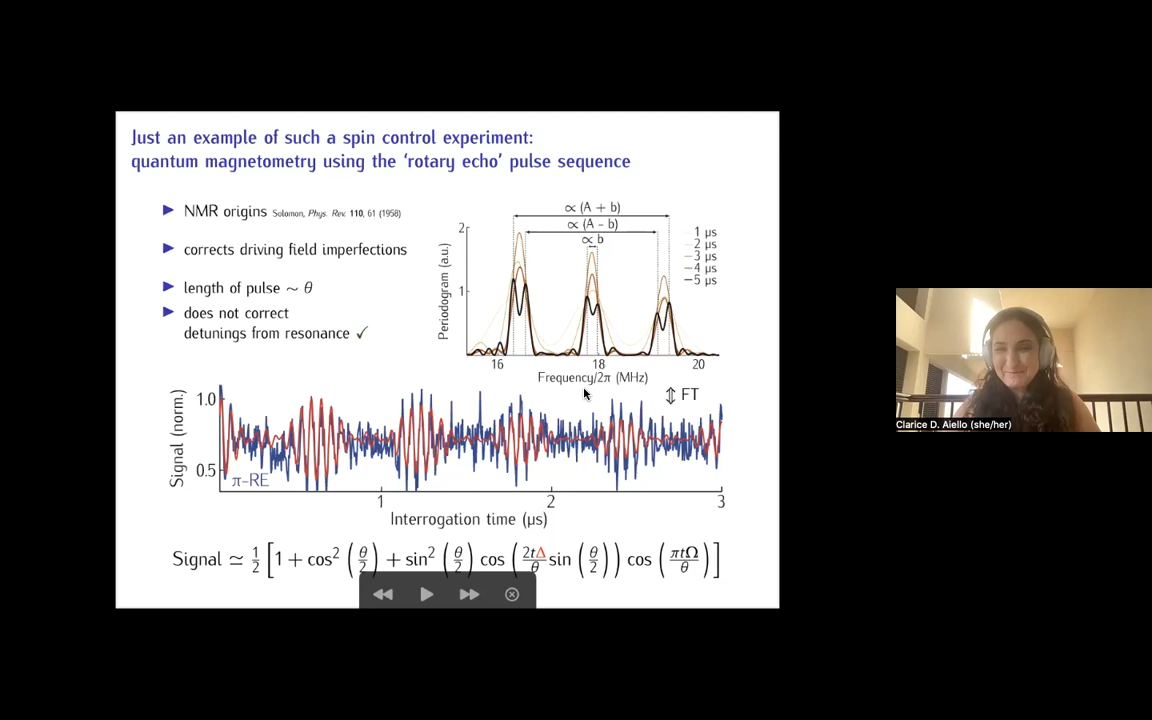 Just an example of such a spin control experiment:
quantum magnetometry using the ‘rotary echo’ pulse sequence
▶ NMR origins Solomon, Phys. Rev. 110, 61 (1958)
▶ corrects driving field imperfections
▶ length of pulse ~ θ
▶ does not correct
detunings from resonance ✓
∝ (A + b)
∝ (A – b)
∝ b
2
1
Periodogram (a.u.)
1 µs
2 µs
3 µs
4 µs
5 µs
16 18 20
Frequency/2π (MHz)
⇕ FT
Signal (norm.)
1.0
0.5
π-RE
1 2 3
Interrogation time (µs)
Signal ≃ 1/2 [1 + cos² (θ/2) + sin² (θ/2) cos (2tΔ/θ sin (θ/2)) cos (πtΩ/θ)]
Clarice D. Aiello (she/her)